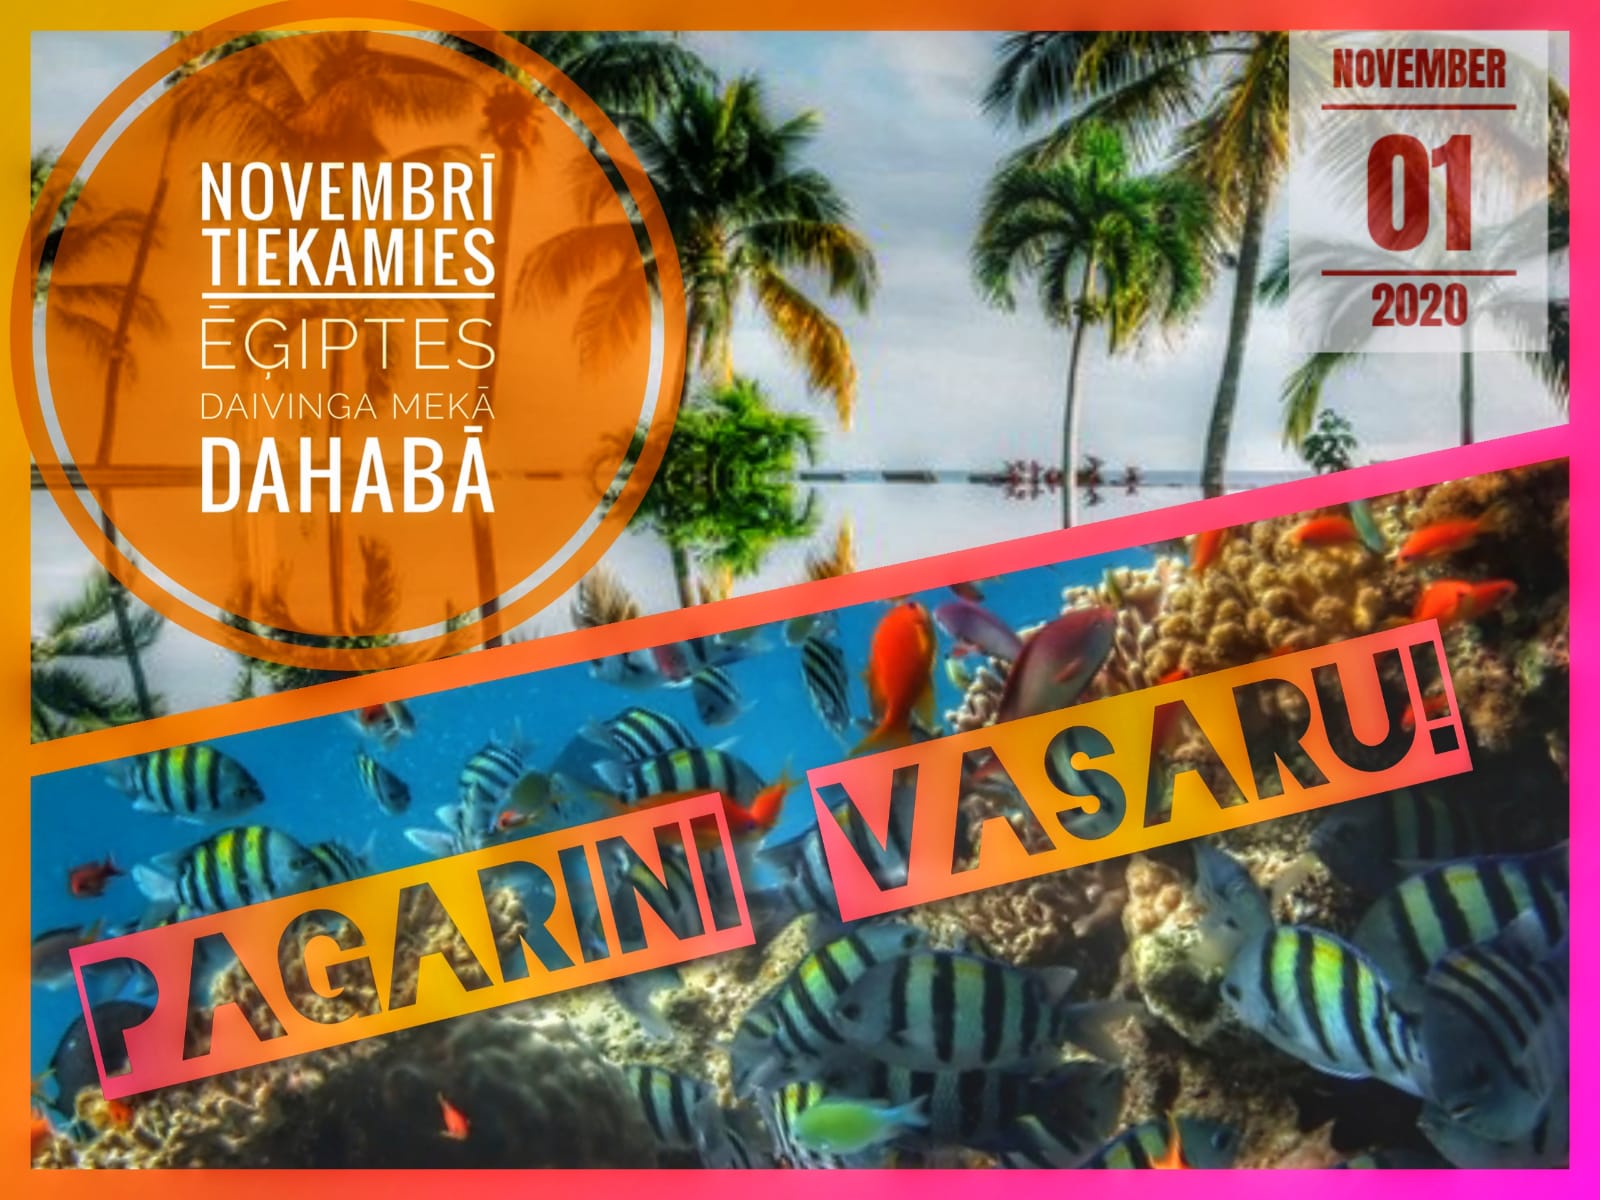 NOVEMBRĪ
TIEKAMIES
ĒĢIPTES
DAIVINGA MEKĀ
DAHABĀ
NOVEMBER
01
2020
PAGARINI VASARU!